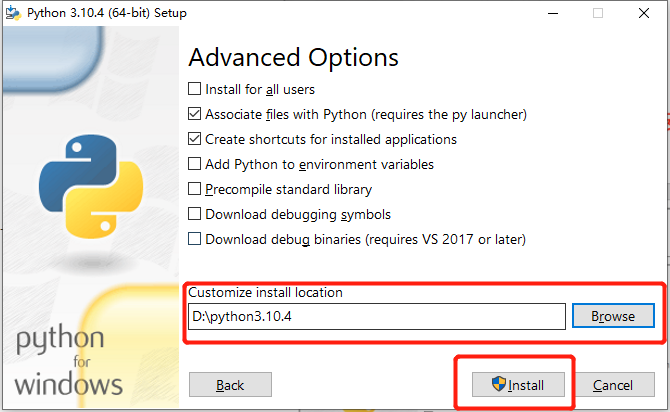 Python 3.10.4 (64-bit) Setup
Advanced Options
Install for all users
Associate files with Python (requires the py launcher)
Create shortcuts for installed applications
Add Python to environment variables
Precompile standard library
Download debugging symbols
Download debug binaries (requires VS 2017 or later)
Customize install location
D:\python3.10.4
Browse
python
for
windows
Back
Install
Cancel